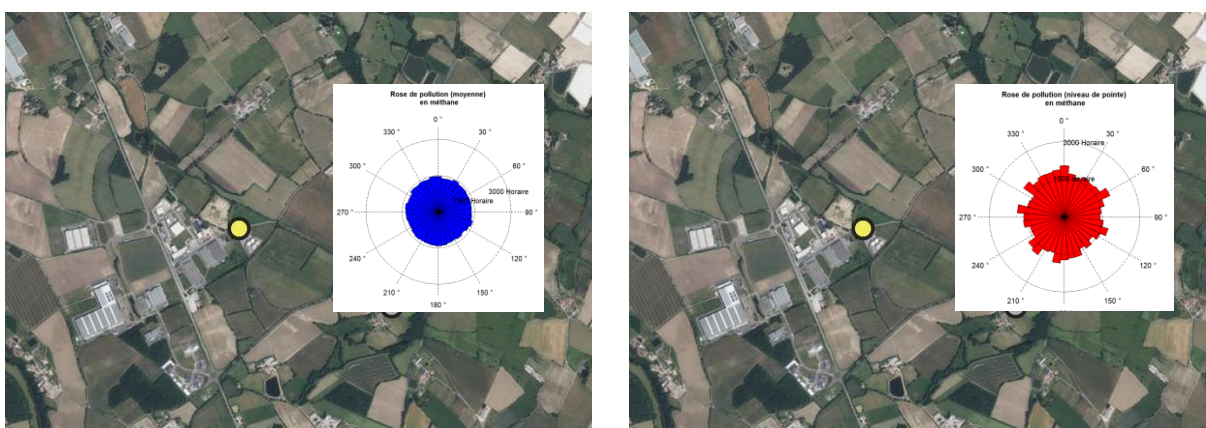 Rose de pollution (moyenne)
en méthane
0 °
30 °
60 °
90 °
120 °
150 °
180 °
210 °
240 °
270 °
300 °
330 °
3000 Horaire
Horaire
Rose de pollution (niveau de pointe)
en méthane
0 °
30 °
60 °
90 °
120 °
150 °
210 °
240 °
270 °
300 °
330 °
3000 Horaire
Horaire